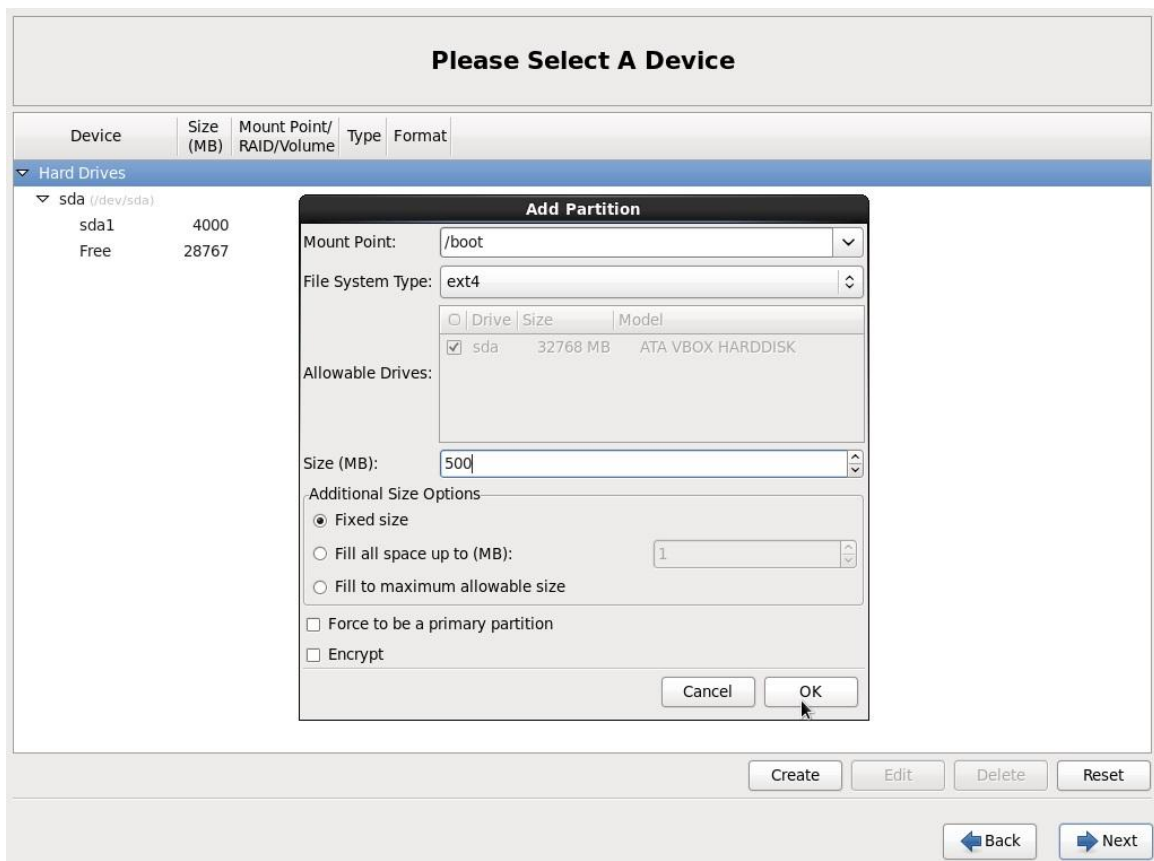 Please Select A Device
Device
Size (MB)
Mount Point/ RAID/Volume
Type
Format
Hard Drives
sda (/dev/sda)
sda1 4000
Free 28767
Add Partition
Mount Point: /boot
File System Type: ext4
Drive Size Model
sda 32768 MB ATA VBOX HARDDISK
Allowable Drives:
Size (MB): 500
Additional Size Options
Fixed size
Fill all space up to (MB): 1
Fill to maximum allowable size
Force to be a primary partition
Encrypt
Cancel OK
Create Edit Delete Reset
Back Next